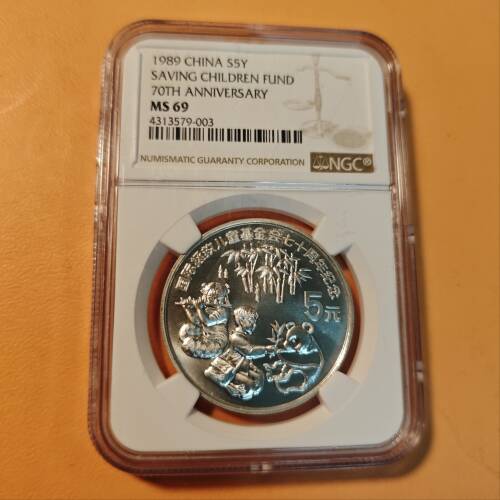 1989 CHINA S5Y
SAVING CHILDREN FUND
70TH ANNIVERSARY
MS 69
4313579-003
NUMISMATIC GUARANTY CORPORATION NGC®
国际拯救儿童基金会七十周年纪念
5元